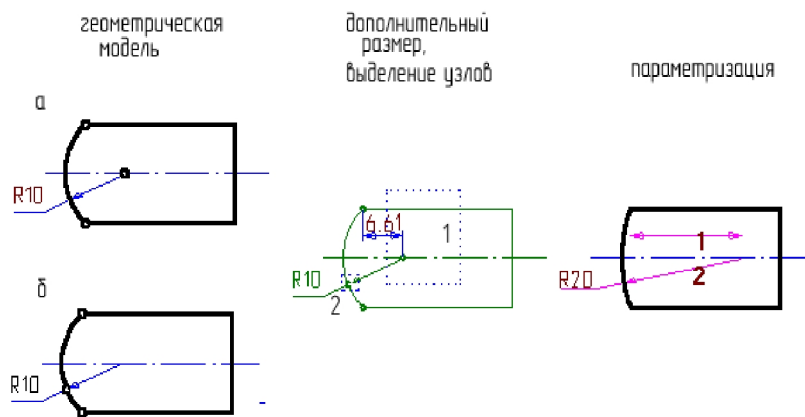 геометрическая
модель
дополнительный
размер,
выделение узлов
параметризация
а
R10
6.61
1
R10
2
1
2
R20
б
R10